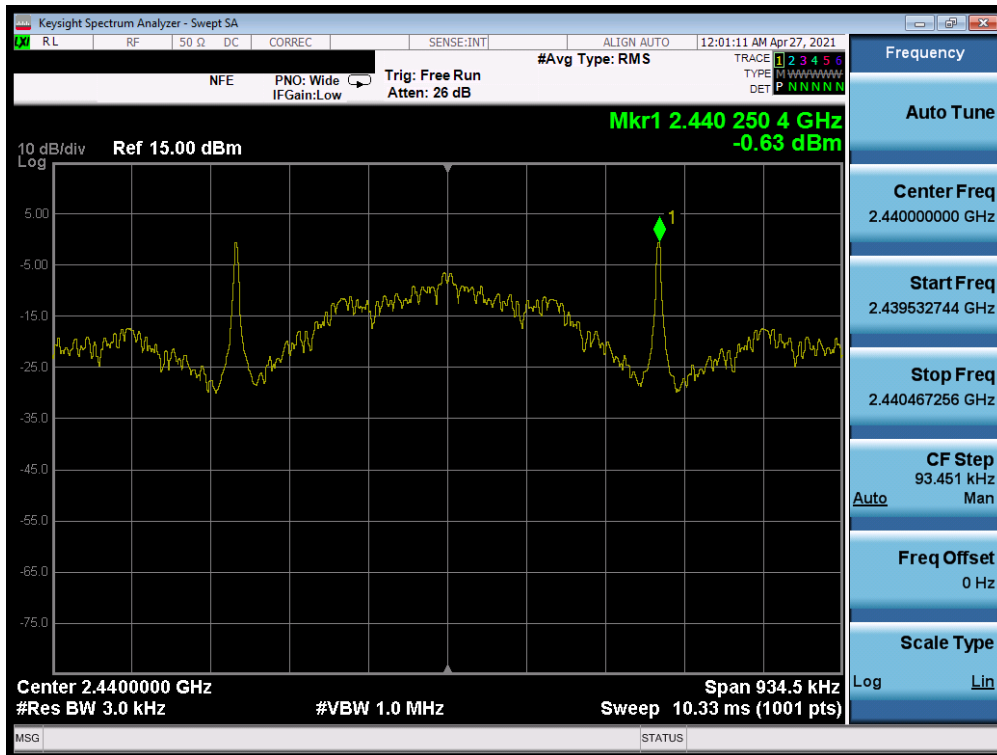 Keysight Spectrum Analyzer - Swept SA
LXI RL RF 50 Ω DC CORREC SENSE:INT ALIGN AUTO 12:01:11 AM Apr 27, 2021
NFE PNO: Wide Trig: Free Run #Avg Type: RMS TRACE 1 2 3 4 5 6
IFGain:Low Atten: 26 dB TYPE M WWWWW
DET P N N N N N
Mkr1 2.440 250 4 GHz
-0.63 dBm
10 dB/div Ref 15.00 dBm
Log
1
5.00
-5.00
-15.0
-25.0
-35.0
-45.0
-55.0
-65.0
-75.0
Center 2.4400000 GHz Span 934.5 kHz
#Res BW 3.0 kHz #VBW 1.0 MHz Sweep 10.33 ms (1001 pts)
MSG STATUS
Frequency
Auto Tune
Center Freq
2.440000000 GHz
Start Freq
2.439532744 GHz
Stop Freq
2.440467256 GHz
CF Step
93.451 kHz
Auto Man
Freq Offset
0 Hz
Scale Type
Log Lin